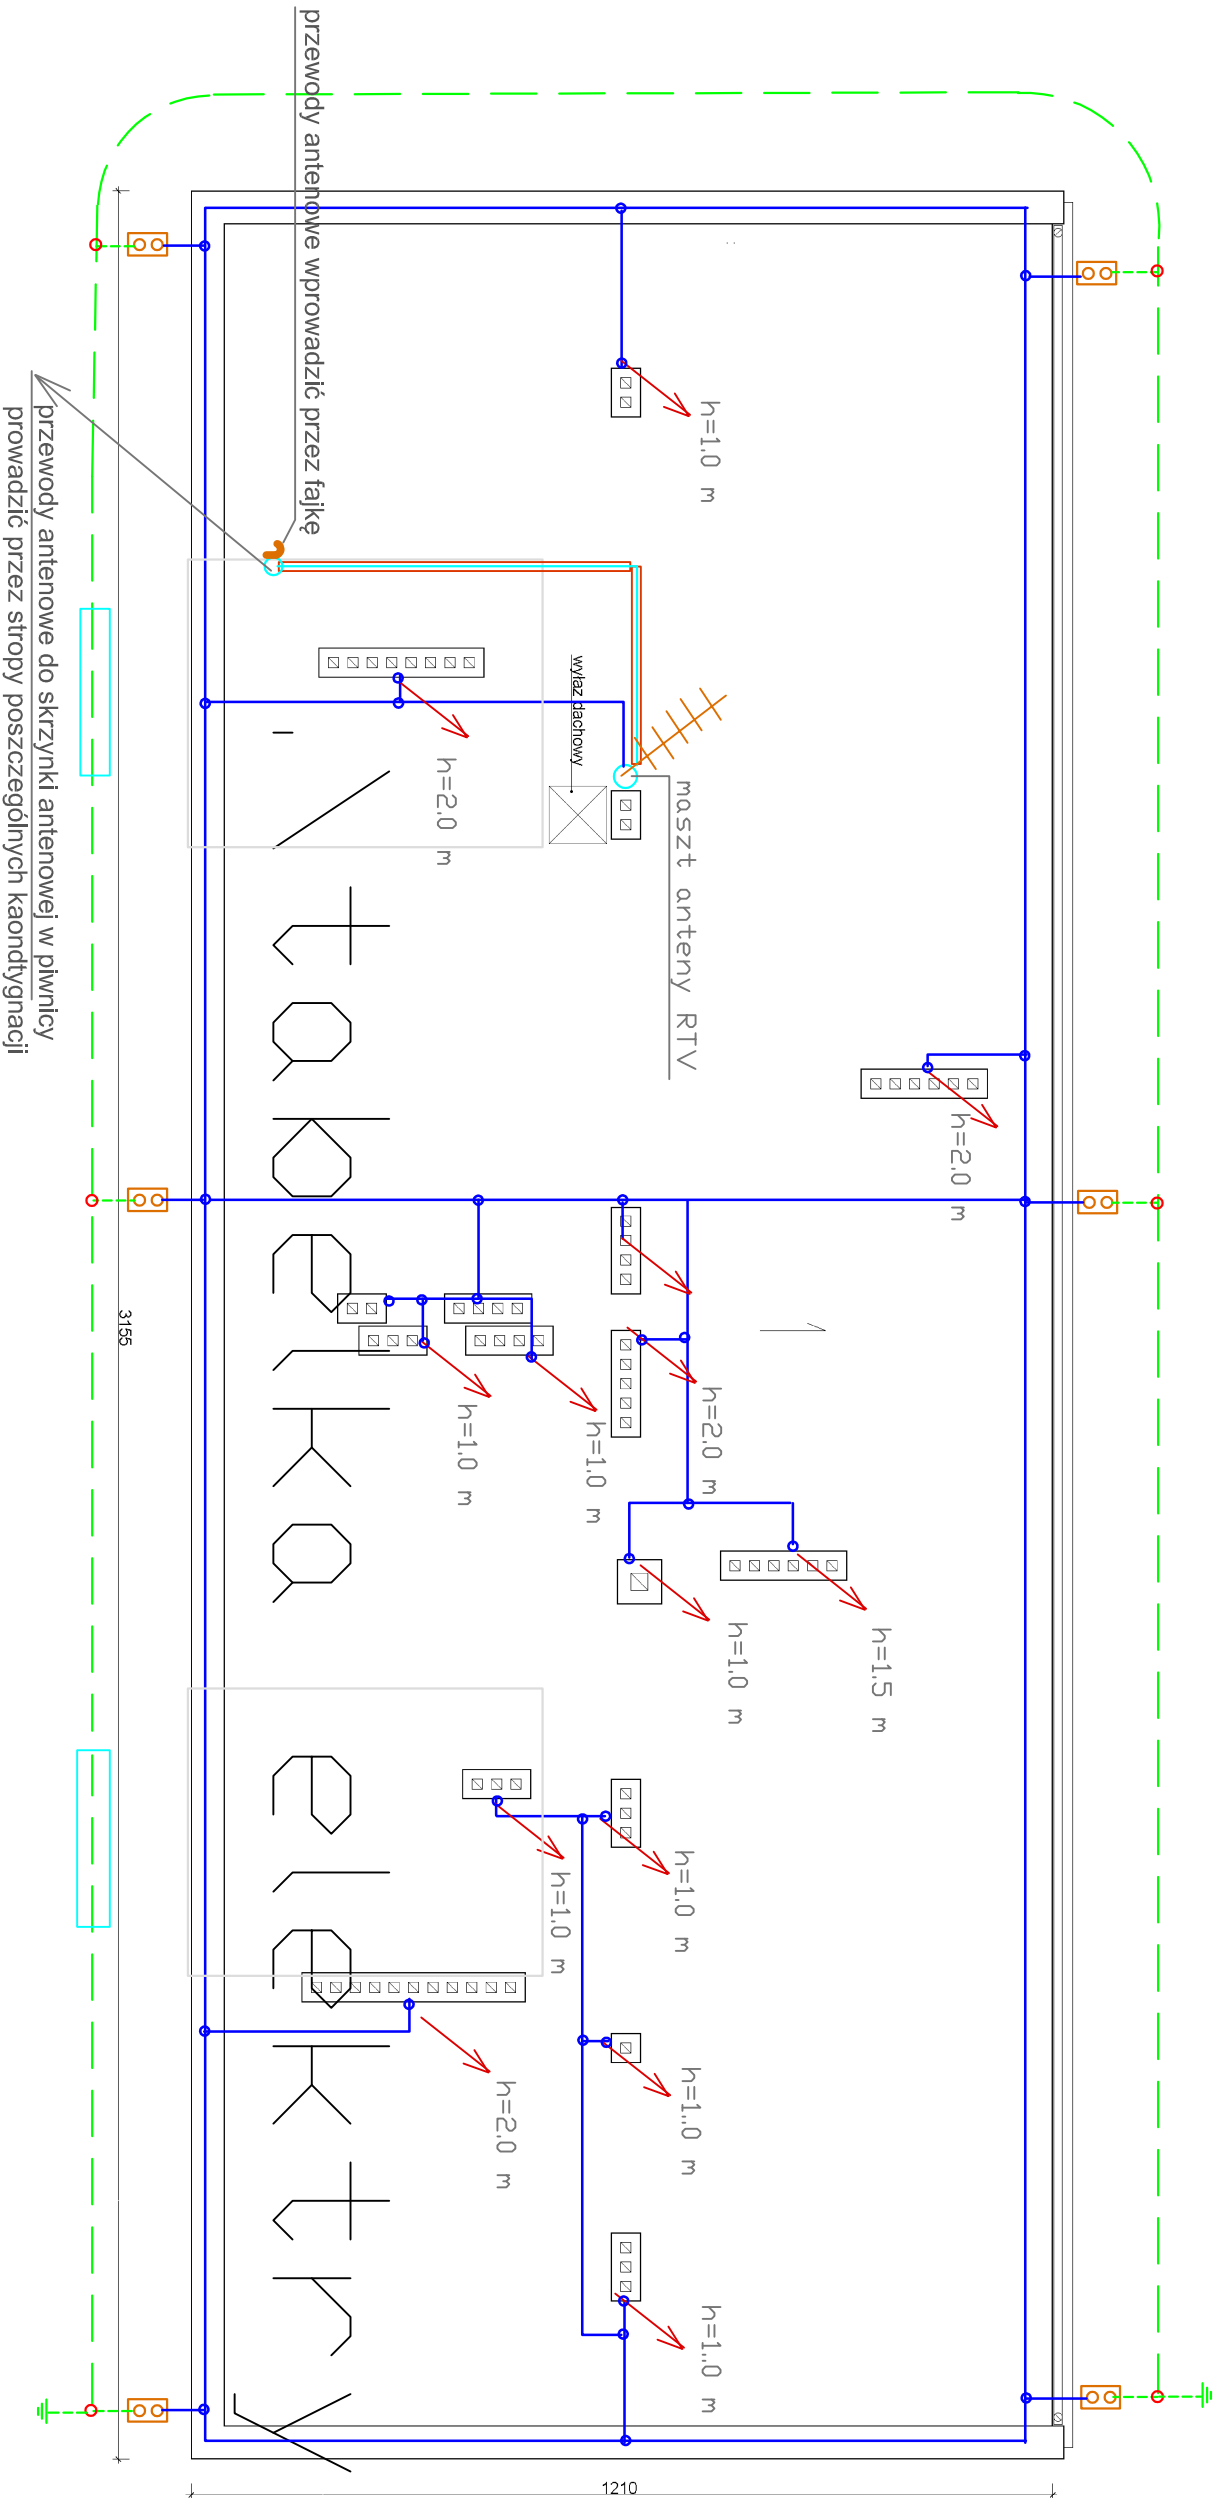 przewody antenowe wprowadzić przez fajkę
przewody antenowe do skrzynki antenowej w piwnicy
prowadzić przez stropy poszczególnych kaondtygnacji
h=1.0 m
wyłaz dachowy
h=2.0 m
maszt anteny RTV
h=2.0 m
h=2.0 m
h=1.0 m
h=1.0 m
h=1.5 m
h=1.0 m
h=1.0 m
h=1.0 m
h=1..0 m
h=2.0 m
h=1..0 m
3155
1210